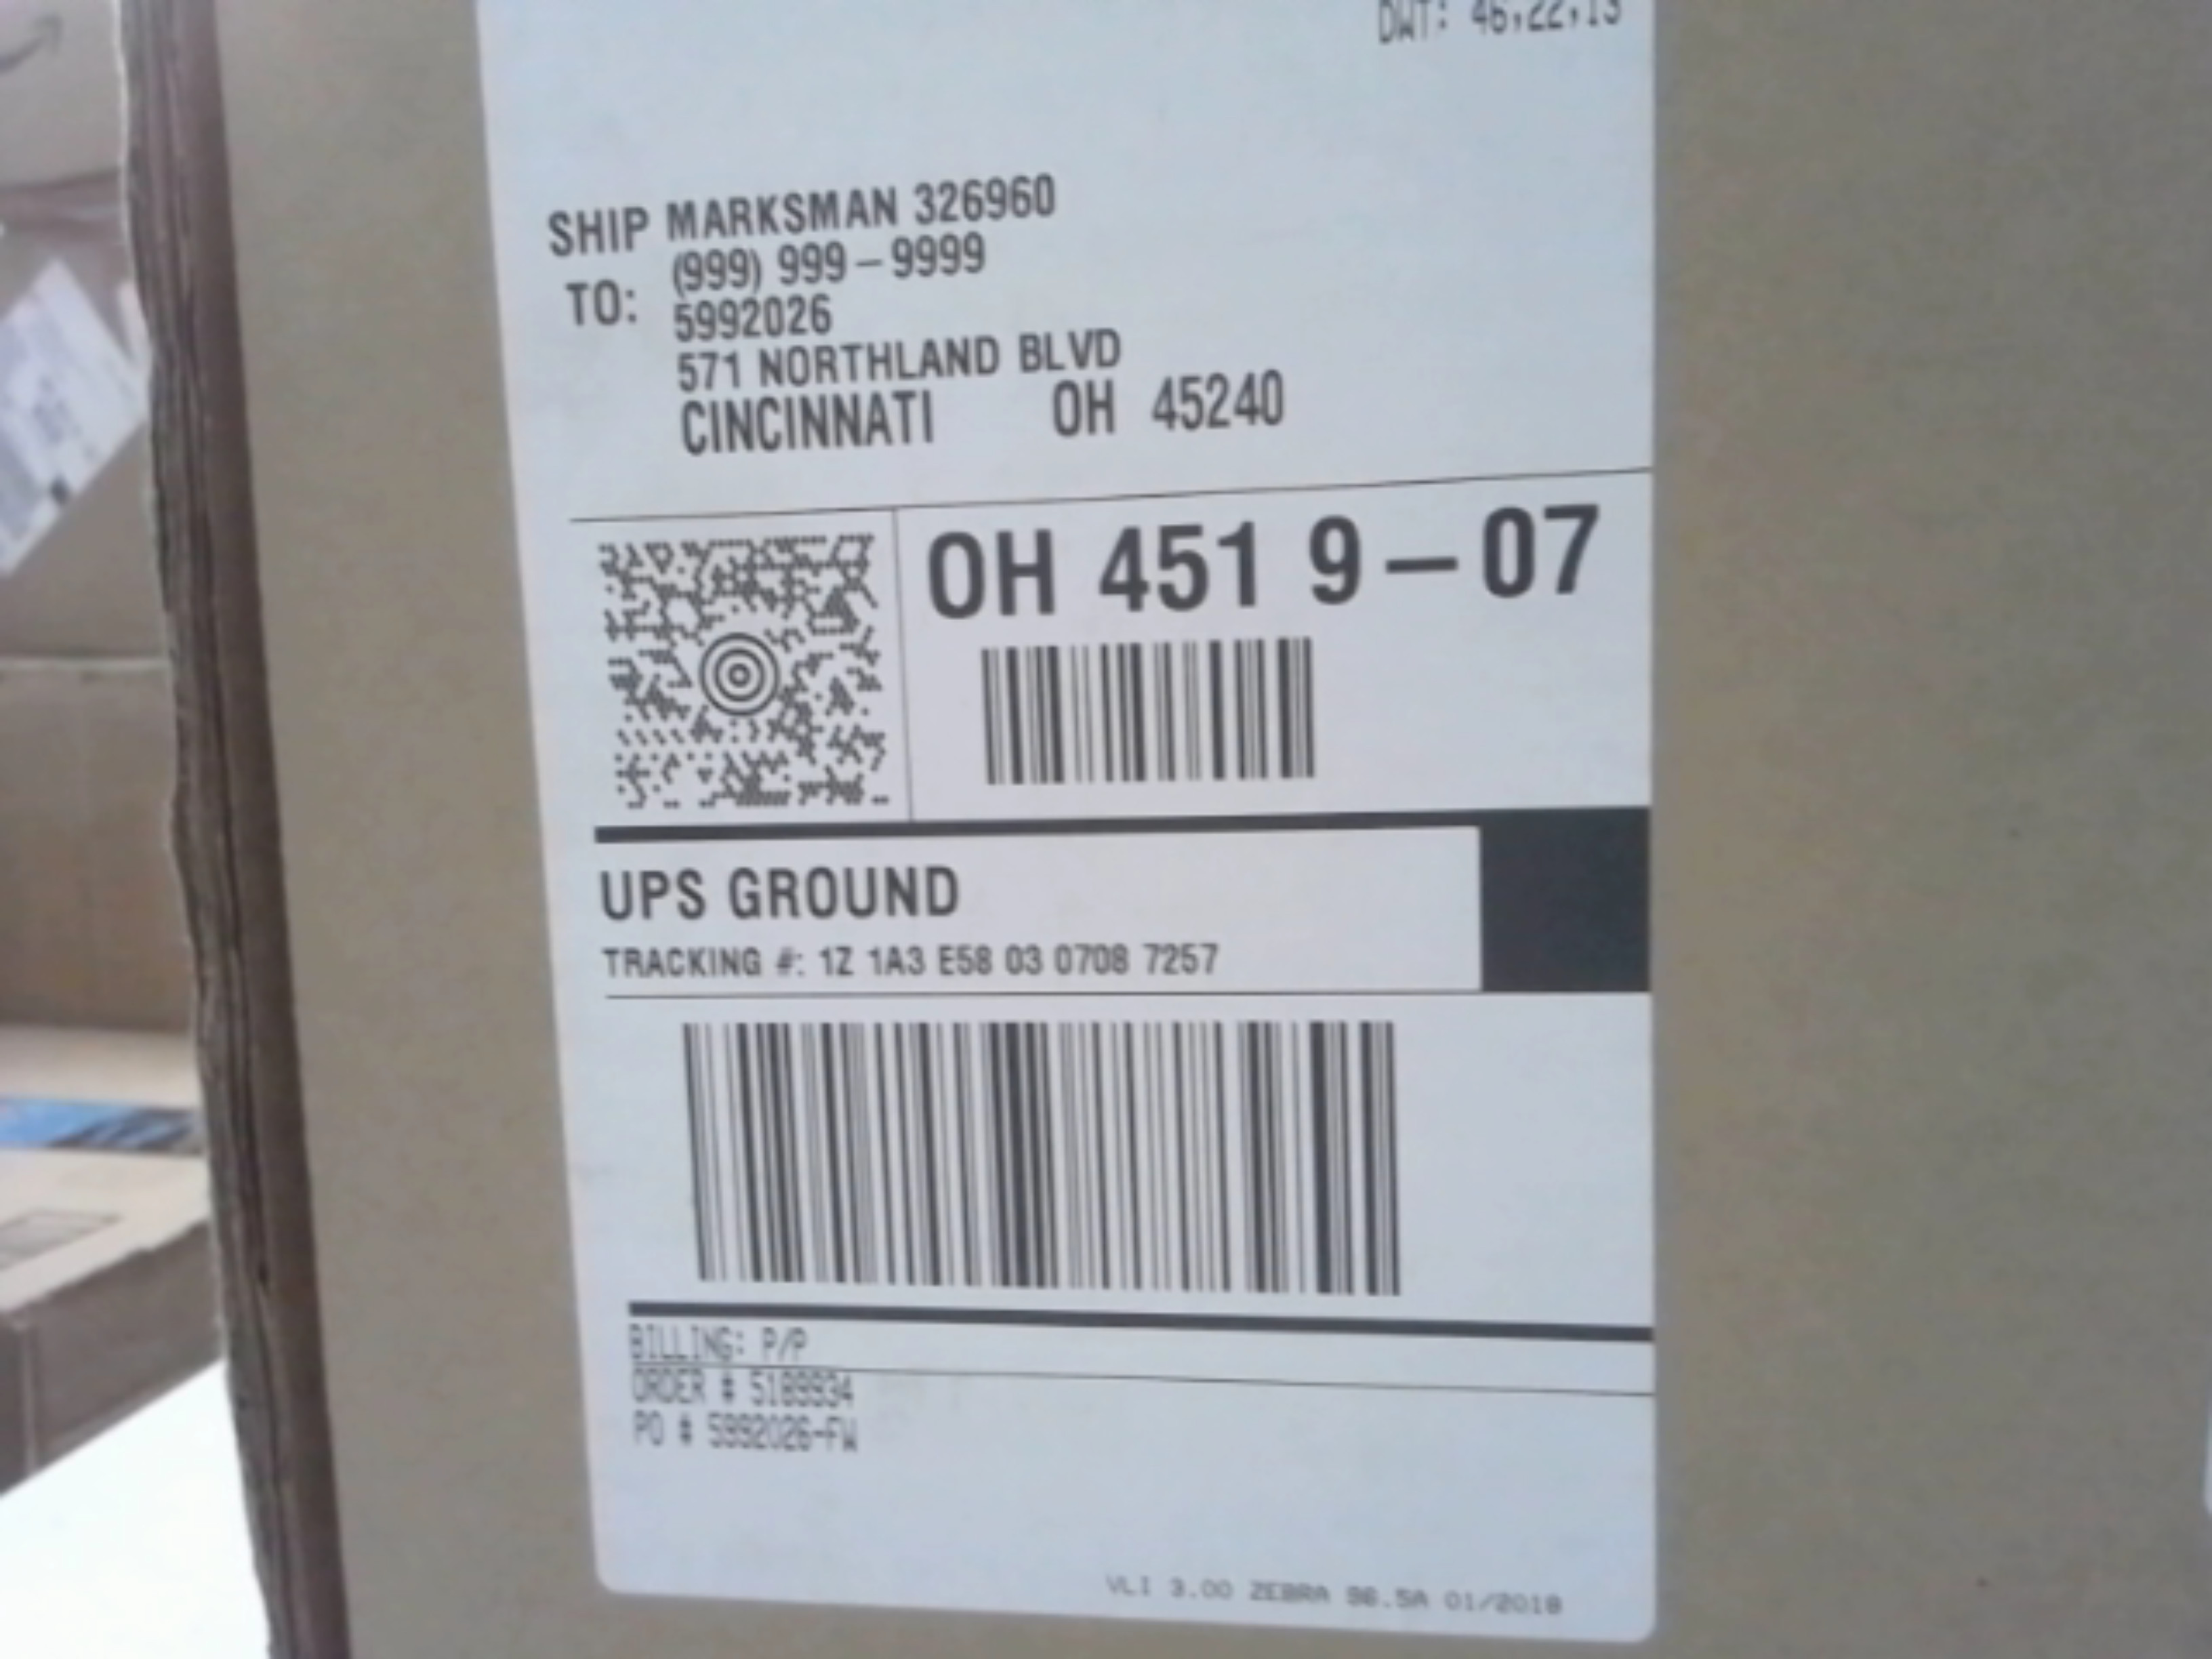 DWT: 46,22,13
SHIP TO: MARKSMAN 326960
(999) 999-9999
5992026
571 NORTHLAND BLVD
CINCINNATI OH 45240
OH 451 9-07
UPS GROUND
TRACKING #: 1Z 1A3 E58 03 0708 7257
BILLING: P/P
ORDER # 5189934
PO # 5992026-FW
VLI 3.00 ZEBRA 96.5A 01/2018